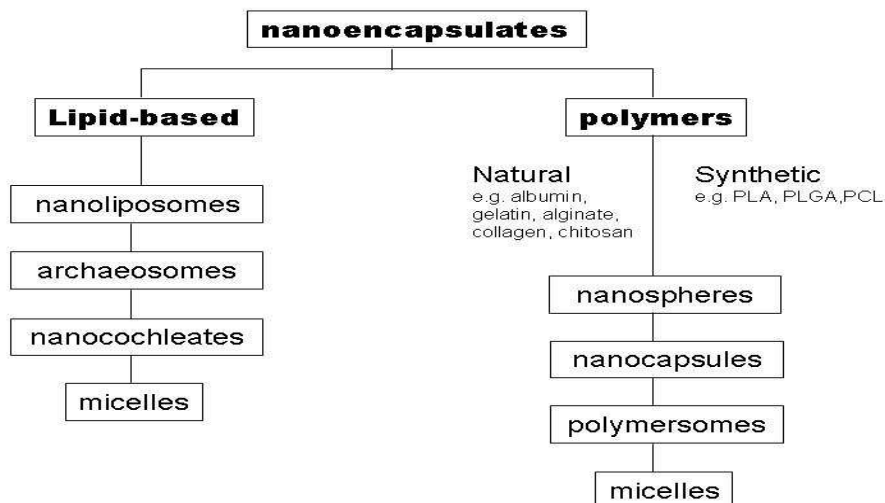 nanoencapsulates
Lipid-based
polymers
Natural
e.g. albumin,
gelatin, alginate,
collagen, chitosan
Synthetic
e.g. PLA, PLGA,PCL
nanoliposomes
archaeosomes
nanocochleates
micelles
nanospheres
nanocapsules
polymersomes
micelles